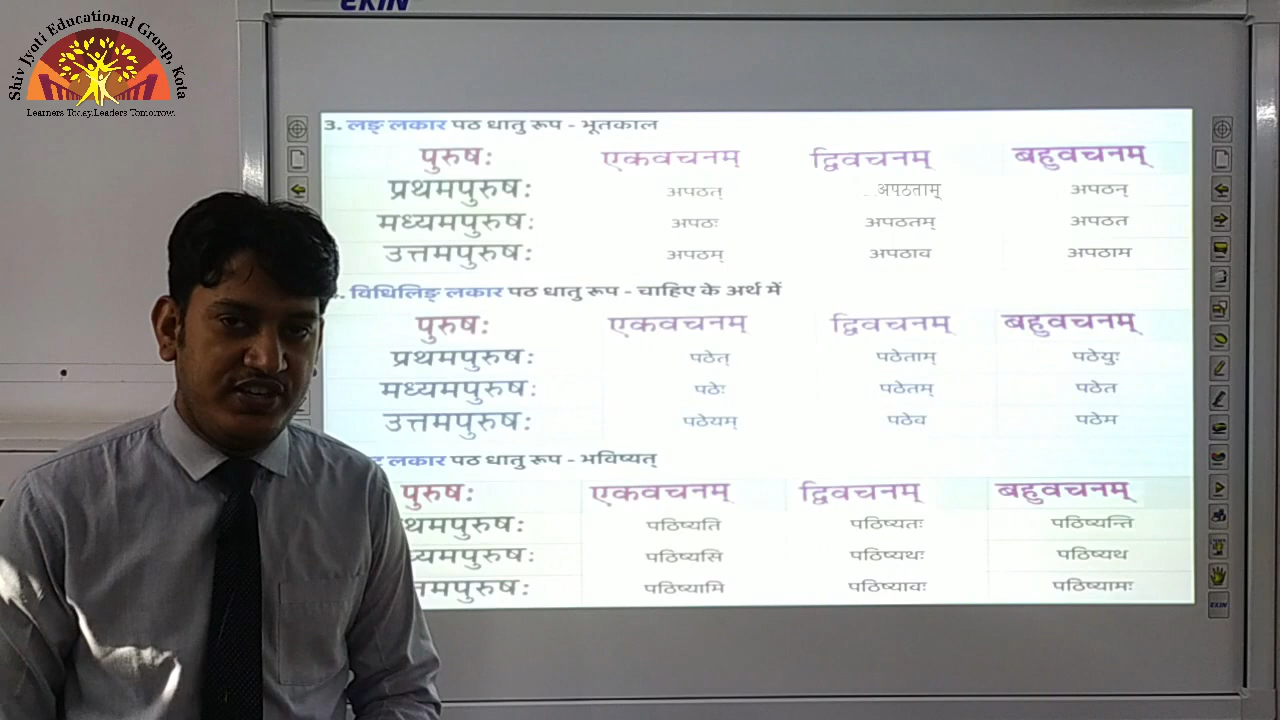 EKIN
Shiv Jyoti Educational Group, Kota
Learners Today,Leaders Tomorrow.
3. लङ् लकार पठ धातु रूप - भूतकाल
पुरुषः एकवचनम् द्विवचनम् बहुवचनम्
प्रथमपुरुषः अपठत् अपठताम् अपठन्
मध्यमपुरुषः अपठः अपठतम् अपठत
उत्तमपुरुषः अपठम् अपठाव अपठाम
विधिलिङ् लकार पठ धातु रूप - चाहिए के अर्थ में
पुरुषः एकवचनम् द्विवचनम् बहुवचनम्
प्रथमपुरुषः पठेत् पठेताम् पठेयुः
मध्यमपुरुषः पठेः पठेतम् पठेत
उत्तमपुरुषः पठेयम् पठेव पठेम
लकार पठ धातु रूप - भविष्यत्
पुरुषः एकवचनम् द्विवचनम् बहुवचनम्
थमपुरुषः पठिष्यति पठिष्यतः पठिष्यन्ति
यमपुरुषः पठिष्यसि पठिष्यथः पठिष्यथ
तमपुरुषः पठिष्यामि पठिष्यावः पठिष्यामः
EKIN